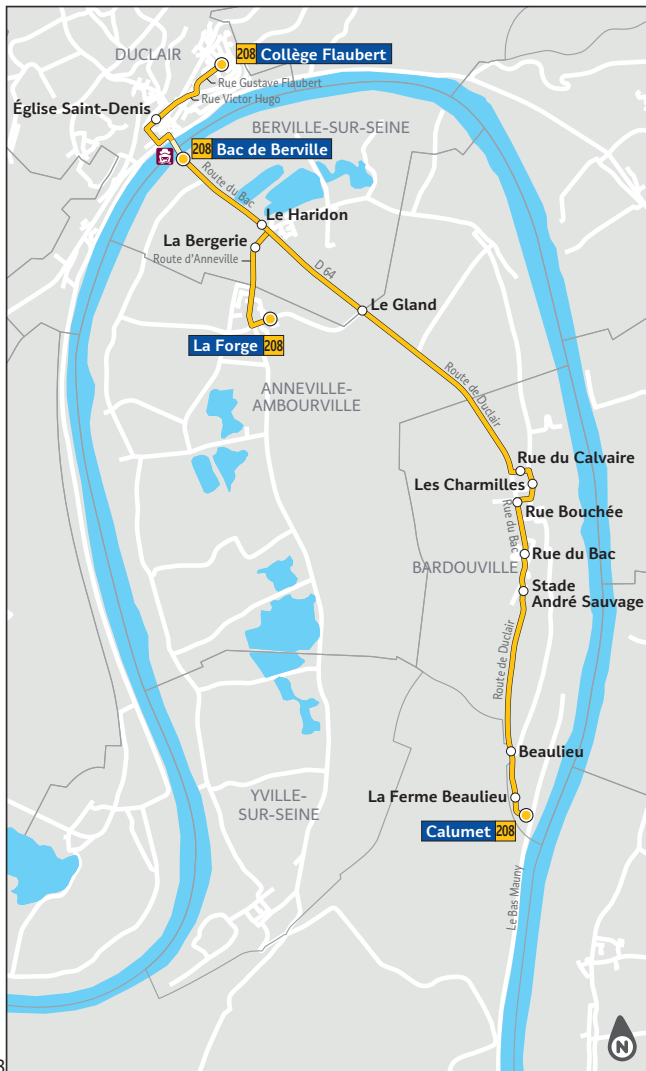 DUCLAIR
208 Collège Flaubert
Rue Gustave Flaubert
Rue Victor Hugo
Église Saint-Denis
BERVILLE-SUR-SEINE
208 Bac de Berville
Route du Bac
Le Haridon
La Bergerie
Route d'Anneville
D 64
Le Gland
La Forge 208
ANNEVILLE-
AMBOURVILLE
Route de Duclair
Rue du Calvaire
Les Charmilles
Rue Bouchée
Rue du Bac
Rue du Bac
BARDOUVILLE
Stade
André Sauvage
Route de Duclair
Beaulieu
La Ferme Beaulieu
YVILLE-
SUR-SEINE
Calumet 208
Le Bas Mauny
N